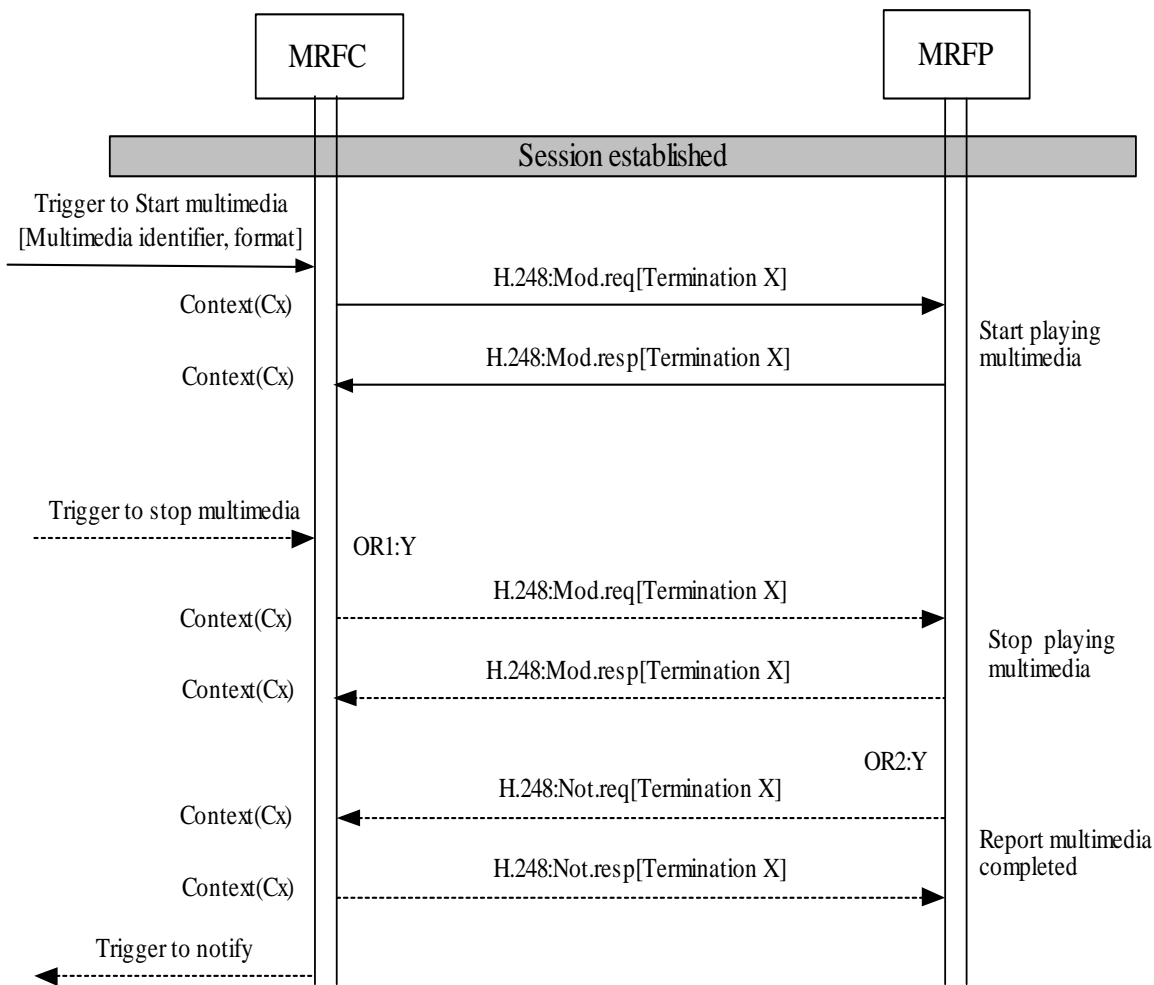 MRFC
MRFP
Session established
Trigger to Start multimedia
[Multimedia identifier, format]
H.248:Mod.req[Termination X]
Context(Cx)
Start playing
multimedia
H.248:Mod.resp[Termination X]
Context(Cx)
Trigger to stop multimedia
OR1:Y
H.248:Mod.req[Termination X]
Context(Cx)
Stop playing
multimedia
H.248:Mod.resp[Termination X]
Context(Cx)
OR2:Y
H.248:Not.req[Termination X]
Context(Cx)
Report multimedia
completed
H.248:Not.resp[Termination X]
Context(Cx)
Trigger to notify